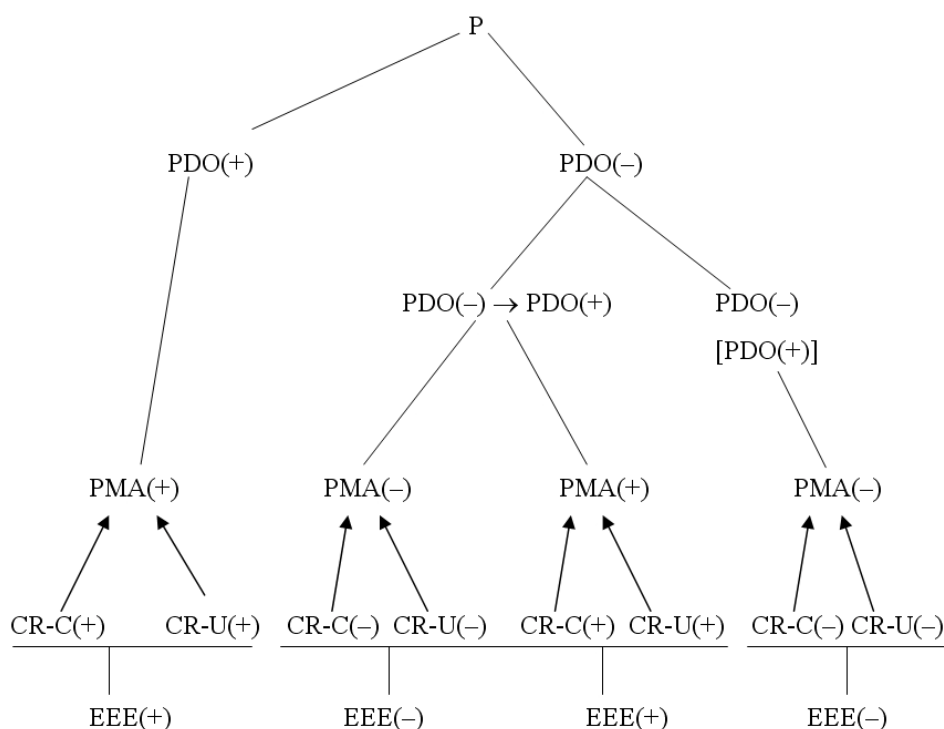 P
PDO(+) PDO(–)
PDO(–) → PDO(+) PDO(–)
[PDO(+)]
PMA(+) PMA(–) PMA(+) PMA(–)
CR-C(+) CR-U(+) CR-C(–) CR-U(–) CR-C(+) CR-U(+) CR-C(–) CR-U(–)
EEE(+) EEE(–) EEE(+) EEE(–)